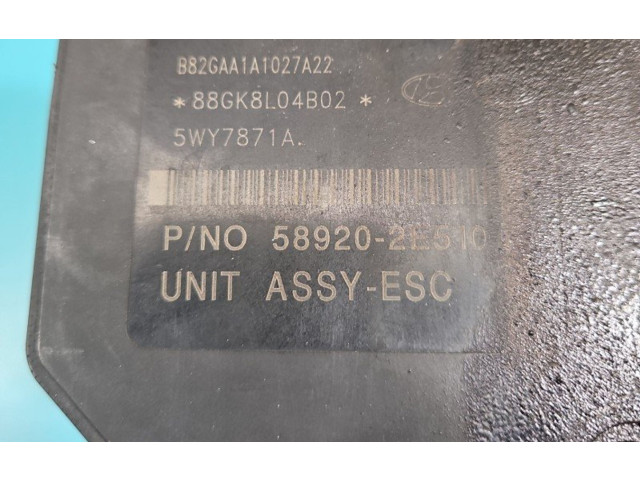 B82GAA1A1027A22
*88GK8L04B02*
5WY7871A.
P/NO 58920-2E510
UNIT ASSY-ESC